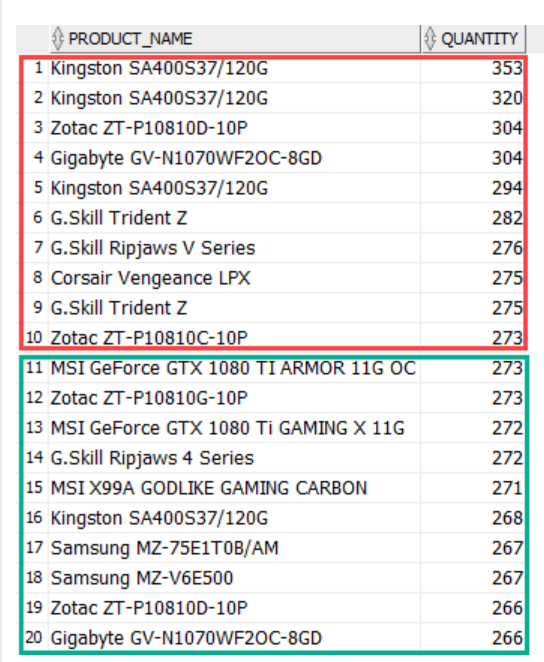 PRODUCT_NAME QUANTITY
1 Kingston SA400S37/120G 353
2 Kingston SA400S37/120G 320
3 Zotac ZT-P10810D-10P 304
4 Gigabyte GV-N1070WF2OC-8GD 304
5 Kingston SA400S37/120G 294
6 G.Skill Trident Z 282
7 G.Skill Ripjaws V Series 276
8 Corsair Vengeance LPX 275
9 G.Skill Trident Z 275
10 Zotac ZT-P10810C-10P 273
11 MSI GeForce GTX 1080 TI ARMOR 11G OC 273
12 Zotac ZT-P10810G-10P 273
13 MSI GeForce GTX 1080 Ti GAMING X 11G 272
14 G.Skill Ripjaws 4 Series 272
15 MSI X99A GODLIKE GAMING CARBON 271
16 Kingston SA400S37/120G 268
17 Samsung MZ-75E1T0B/AM 267
18 Samsung MZ-V6E500 267
19 Zotac ZT-P10810D-10P 266
20 Gigabyte GV-N1070WF2OC-8GD 266